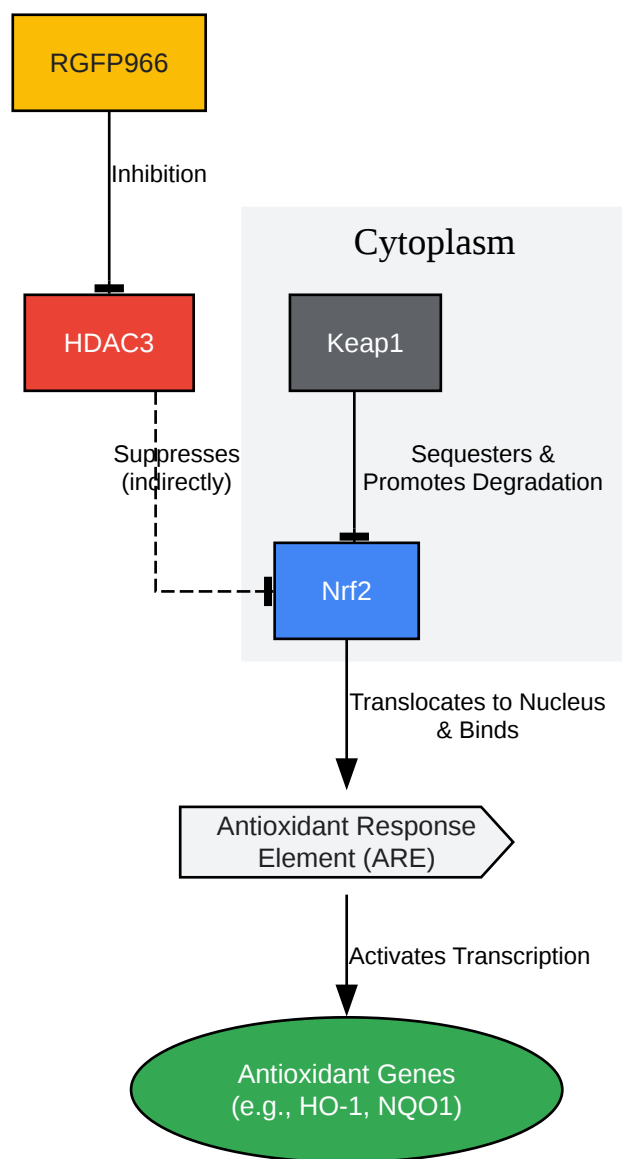 RGFP966
Inhibition
Cytoplasm
HDAC3
Keap1
Suppresses
(indirectly)
Sequesters &
Promotes Degradation
Nrf2
Translocates to Nucleus
& Binds
Antioxidant Response
Element (ARE)
Activates Transcription
Antioxidant Genes
(e.g., HO-1, NQO1)